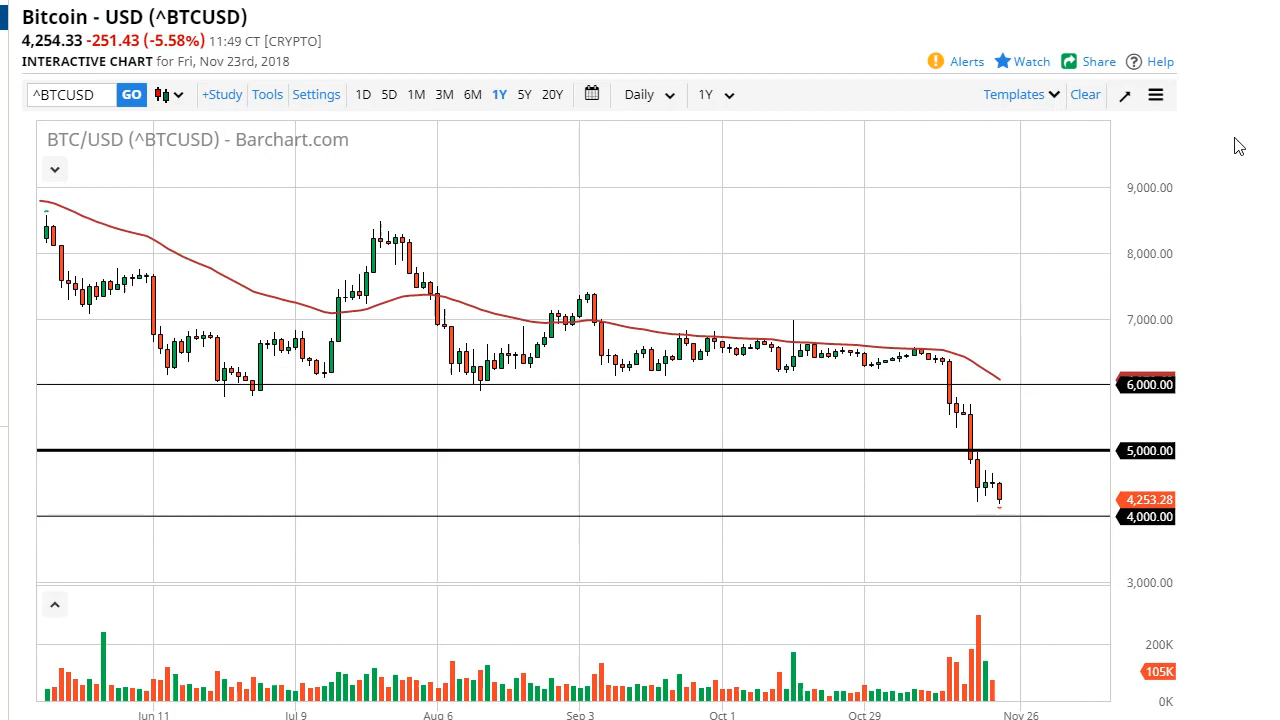 Bitcoin - USD (^BTCUSD)
4,254.33 -251.43 (-5.58%) 11:49 CT [CRYPTO]
INTERACTIVE CHART for Fri, Nov 23rd, 2018
Alerts Watch Share Help
^BTCUSD GO +Study Tools Settings 1D 5D 1M 3M 6M 1Y 5Y 20Y Daily 1Y Templates Clear
BTC/USD (^BTCUSD) - Barchart.com
9,000.00
8,000.00
7,000.00
6,000.00
5,000.00
4,253.28
4,000.00
3,000.00
200K
105K
0K
Jun 11 Jul 9 Aug 6 Sep 3 Oct 1 Oct 29 Nov 26